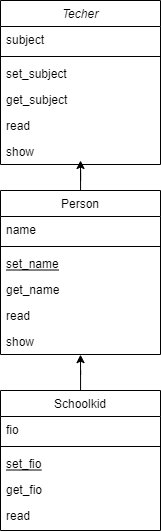 Techer
subject
set_subject
get_subject
read
show
Person
name
set_name
get_name
read
show
Schoolkid
fio
set_fio
get_fio
read